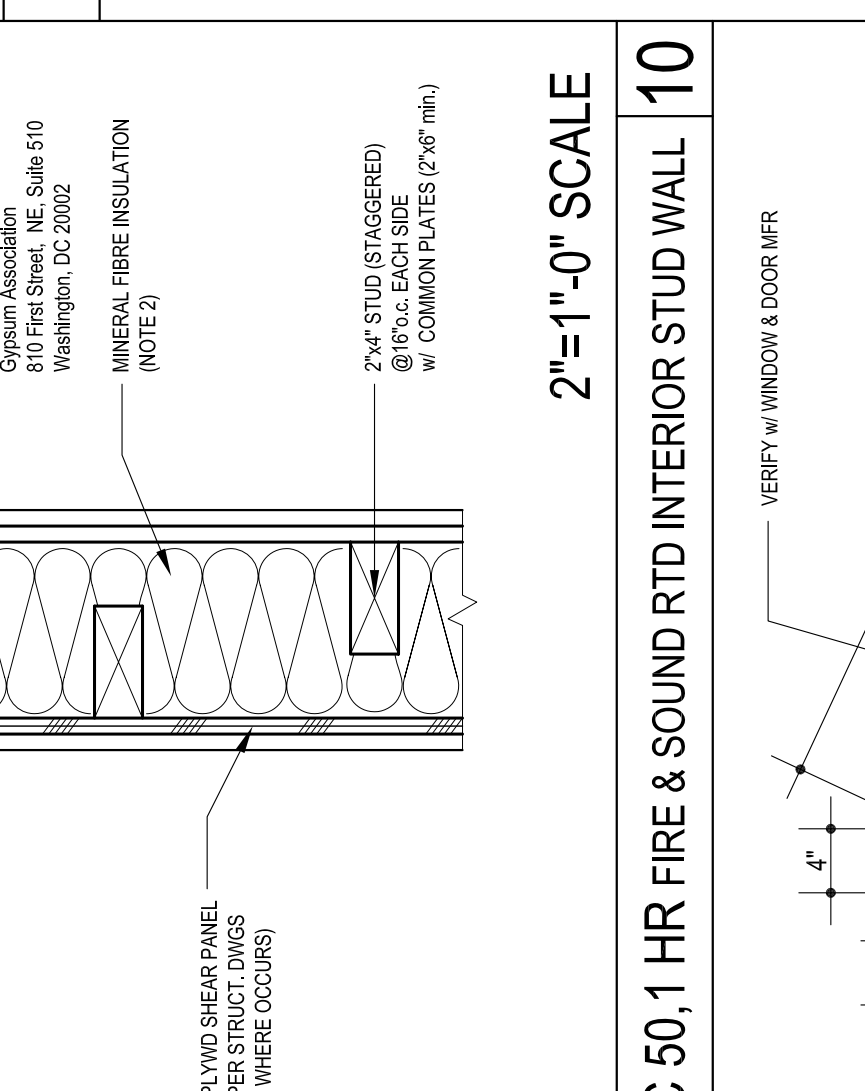 Gypsum Association
810 First Street, NE, Suite 510
Washington, DC 20002
MINERAL FIBRE INSULATION
(NOTE 2)
2"x4" STUD (STAGGERED)
@16"o.c. EACH SIDE
w/ COMMON PLATES (2"x6" min.)
PLYWD SHEAR PANEL
PER STRUCT. DWGS
WHERE OCCURS)
2"=1"-0" SCALE
C 50,1 HR FIRE & SOUND RTD INTERIOR STUD WALL
10
VERIFY w/ WINDOW & DOOR MFR
4"